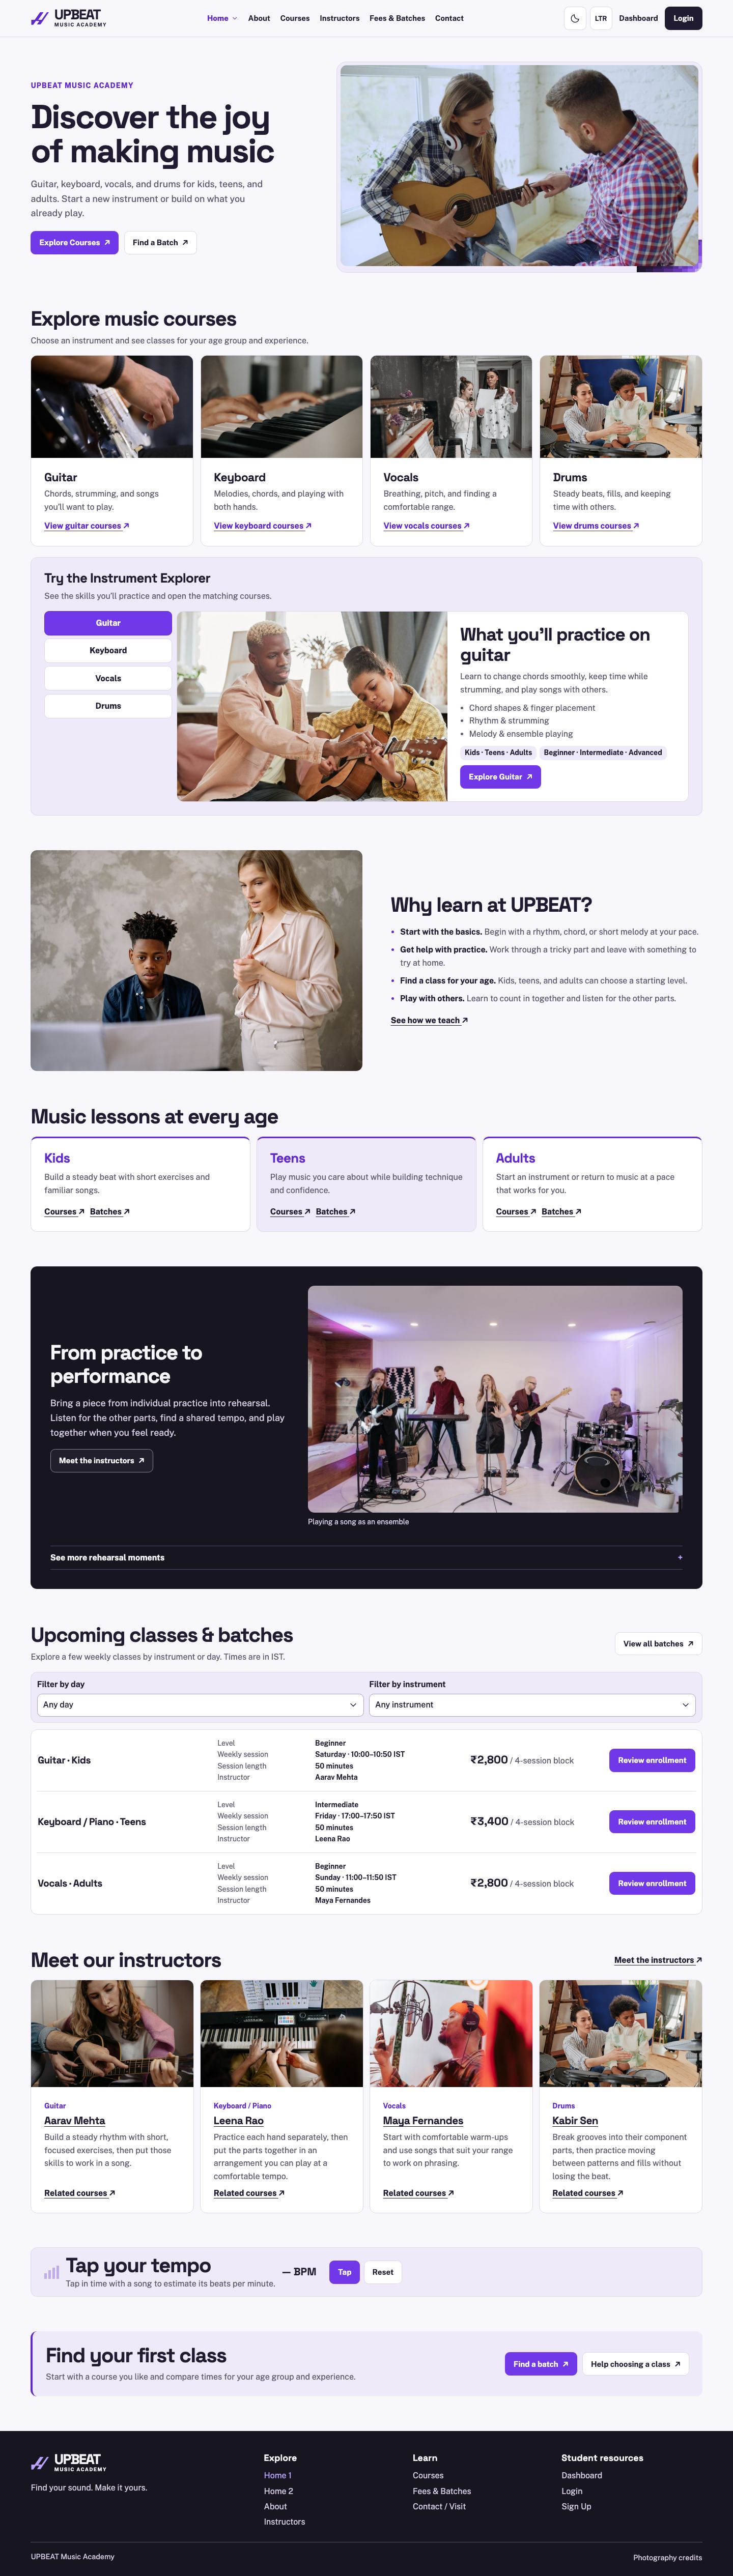 UPBEAT
MUSIC ACADEMY
Home
About
Courses
Instructors
Fees & Batches
Contact
LTR
Dashboard
Login
UPBEAT MUSIC ACADEMY
Discover the joy
of making music
Guitar, keyboard, vocals, and drums for kids, teens, and
adults. Start a new instrument or build on what you
already play.
Explore Courses ↗
Find a Batch ↗
Explore music courses
Choose an instrument and see classes for your age group and experience.
Guitar
Chords, strumming, and songs
you'll want to play.
View guitar courses ↗
Keyboard
Melodies, chords, and playing with
both hands.
View keyboard courses ↗
Vocals
Breathing, pitch, and finding a
comfortable range.
View vocals courses ↗
Drums
Steady beats, fills, and keeping
time with others.
View drums courses ↗
Try the Instrument Explorer
See the skills you'll practice and open the matching courses.
Guitar
Keyboard
Vocals
Drums
What you'll practice on
guitar
Learn to change chords smoothly, keep time while
strumming, and play songs with others.
• Chord shapes & finger placement
• Rhythm & strumming
• Melody & ensemble playing
Kids · Teens · Adults
Beginner · Intermediate · Advanced
Explore Guitar ↗
Why learn at UPBEAT?
• Start with the basics. Begin with a rhythm, chord, or short melody at your pace.
• Get help with practice. Work through a tricky part and leave with something to
try at home.
• Find a class for your age. Kids, teens, and adults can choose a starting level.
• Play with others. Learn to count in together and listen for the other parts.
See how we teach ↗
Music lessons at every age
Kids
Build a steady beat with short exercises and
familiar songs.
Courses ↗ Batches ↗
Teens
Play music you care about while building technique
and confidence.
Courses ↗ Batches ↗
Adults
Start an instrument or return to music at a pace
that works for you.
Courses ↗ Batches ↗
From practice to
performance
Bring a piece from individual practice into rehearsal.
Listen for the other parts, find a shared tempo, and play
together when you feel ready.
Meet the instructors ↗
Playing a song as an ensemble
See more rehearsal moments +
Upcoming classes & batches
Explore a few weekly classes by instrument or day. Times are in IST.
View all batches ↗
Filter by day
Any day
Filter by instrument
Any instrument
Guitar · Kids
Level Beginner
Weekly session Saturday · 10:00–10:50 IST
Session length 50 minutes
Instructor Aarav Mehta
₹2,800 / 4-session block
Review enrollment
Keyboard / Piano · Teens
Level Intermediate
Weekly session Friday · 17:00–17:50 IST
Session length 50 minutes
Instructor Leena Rao
₹3,400 / 4-session block
Review enrollment
Vocals · Adults
Level Beginner
Weekly session Sunday · 11:00–11:50 IST
Session length 50 minutes
Instructor Maya Fernandes
₹2,800 / 4-session block
Review enrollment
Meet our instructors
Meet the instructors ↗
Guitar
Aarav Mehta
Build a steady rhythm with short,
focused exercises, then put those
skills to work in a song.
Related courses ↗
Keyboard / Piano
Leena Rao
Practice each hand separately, then
put the parts together in an
arrangement you can play at a
comfortable tempo.
Related courses ↗
Vocals
Maya Fernandes
Start with comfortable warm-ups
and use songs that suit your range
to work on phrasing.
Related courses ↗
Drums
Kabir Sen
Break grooves into their component
parts, then practice moving
between patterns and fills without
losing the beat.
Related courses ↗
Tap your tempo
Tap in time with a song to estimate its beats per minute.
— BPM
Tap
Reset
Find your first class
Start with a course you like and compare times for your age group and experience.
Find a batch ↗
Help choosing a class ↗
UPBEAT
MUSIC ACADEMY
Find your sound. Make it yours.
Explore
Home 1
Home 2
About
Instructors
Learn
Courses
Fees & Batches
Contact / Visit
Student resources
Dashboard
Login
Sign Up
UPBEAT Music Academy
Photography credits